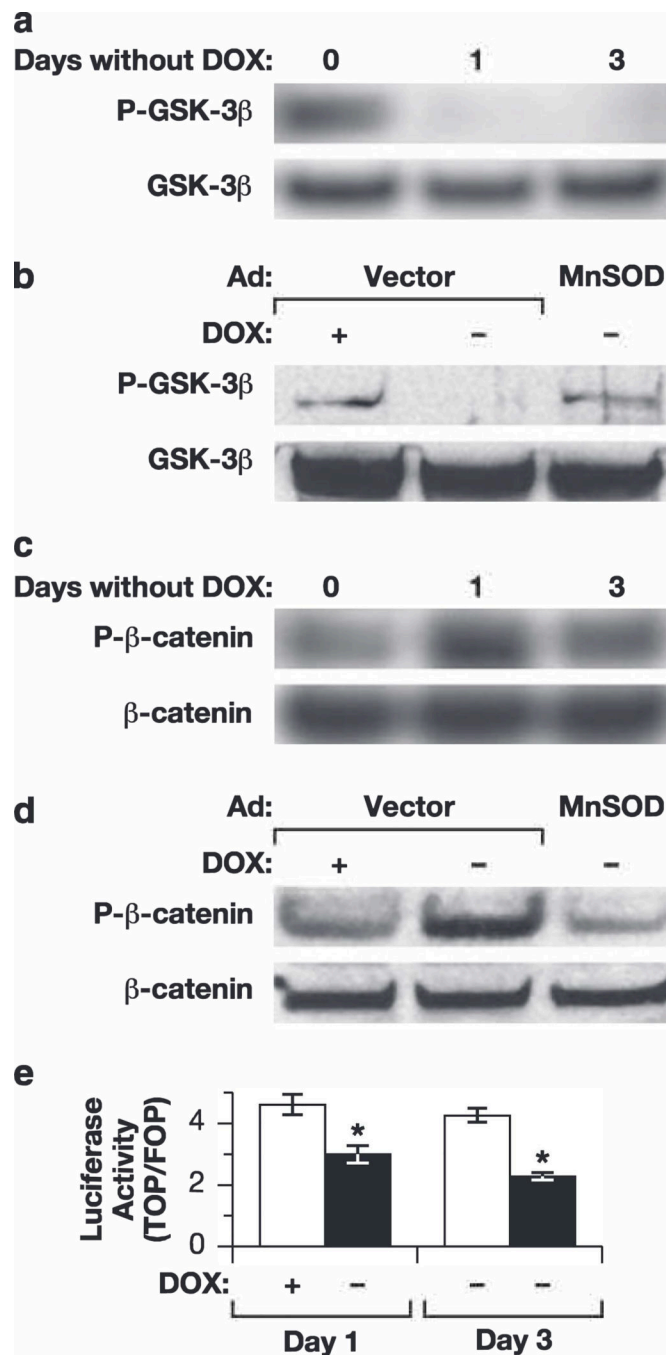 a
Days without DOX: 0 1 3
P-GSK-3β
GSK-3β
b
Ad: Vector MnSOD
DOX: + – –
P-GSK-3β
GSK-3β
c
Days without DOX: 0 1 3
P-β-catenin
β-catenin
d
Ad: Vector MnSOD
DOX: + – –
P-β-catenin
β-catenin
e
Luciferase
Activity
(TOP/FOP)
4
2
0
* *
DOX: + – – –
Day 1 Day 3